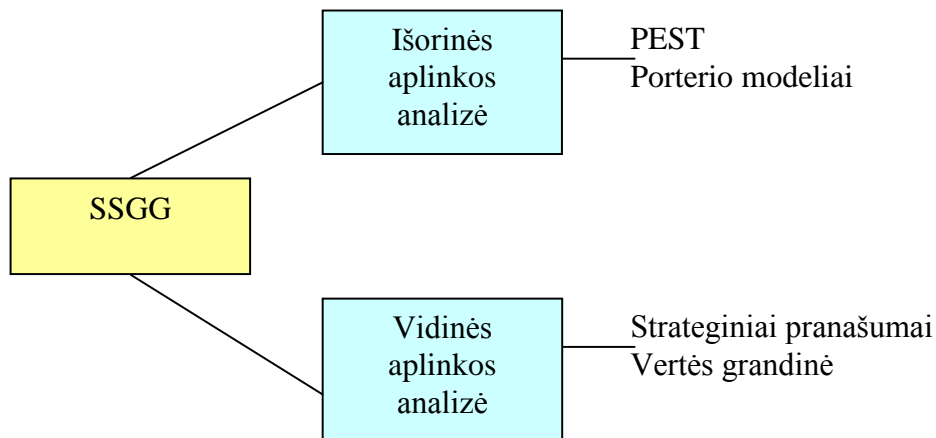 Išorinės
aplinkos
analizė
PEST
Porterio modeliai
SSGG
Vidinės
aplinkos
analizė
Strateginiai pranašumai
Vertės grandinė